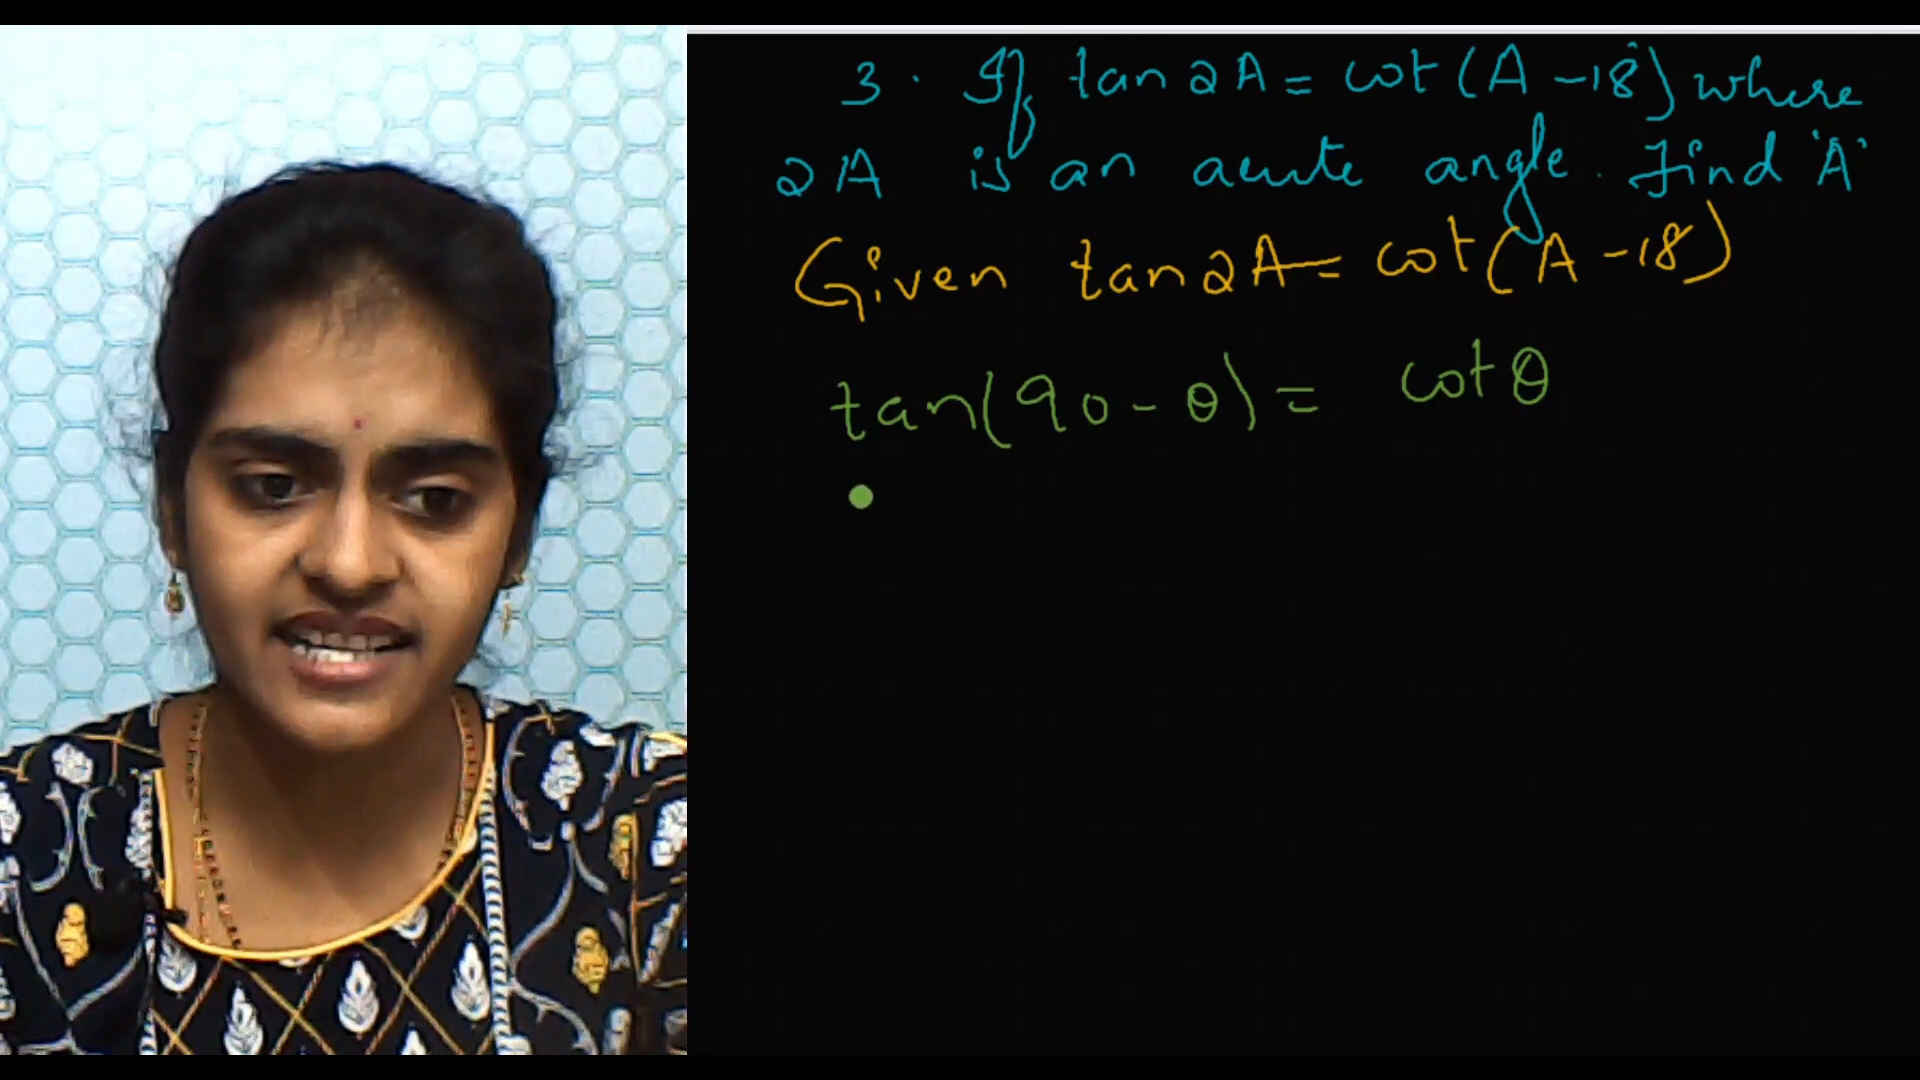 3. If tan 2A = cot (A - 18°) where
2A is an acute angle. Find 'A'
Given tan 2A = cot (A - 18)
tan(90 - θ) = cot θ